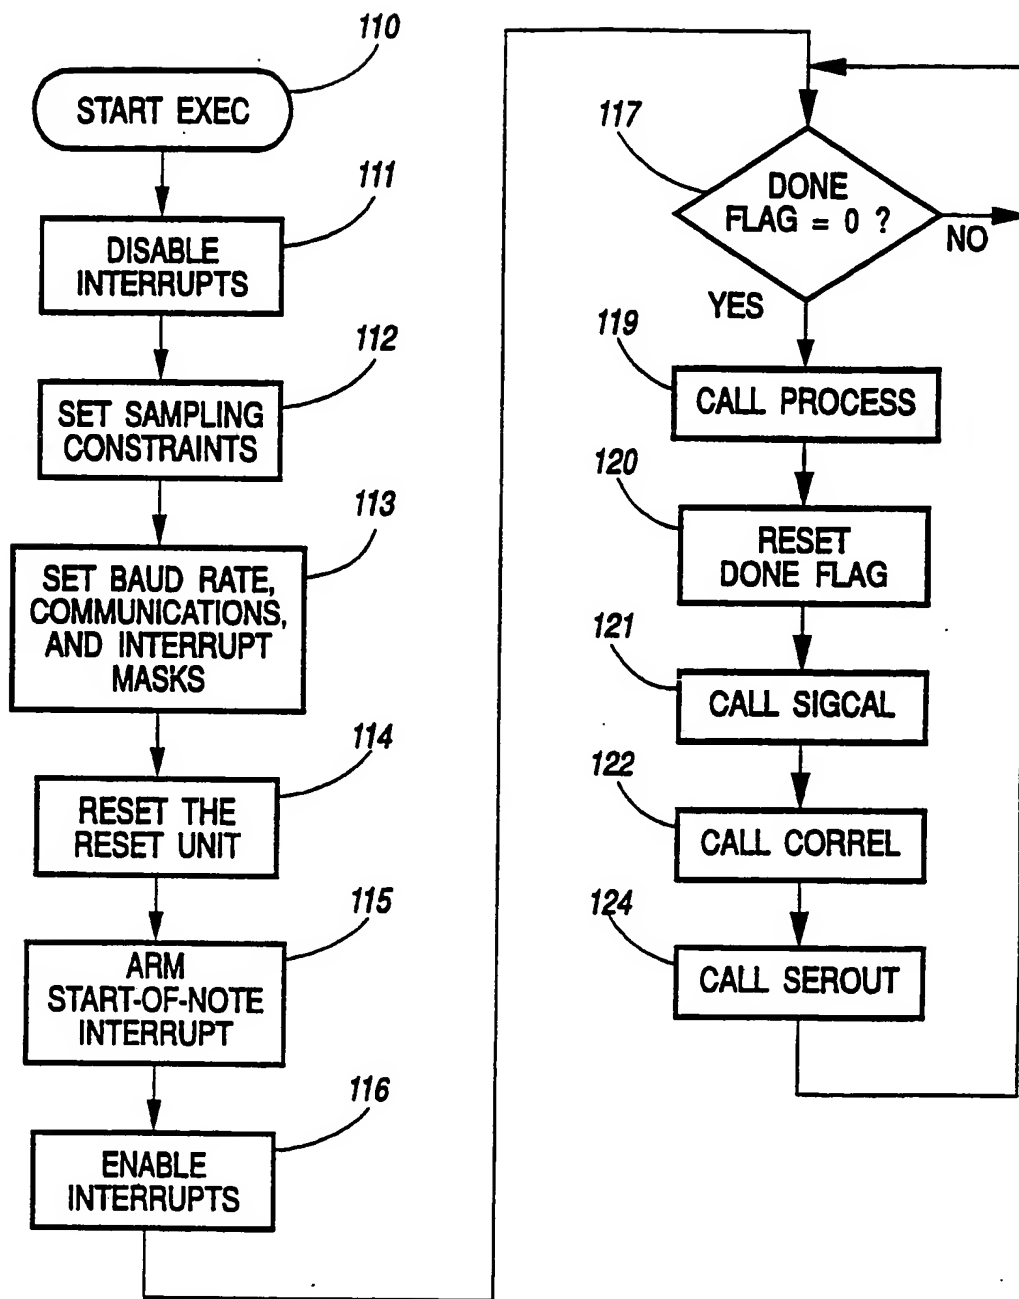 110
START EXEC
111
DISABLE
INTERRUPTS
112
SET SAMPLING
CONSTRAINTS
113
SET BAUD RATE,
COMMUNICATIONS,
AND INTERRUPT
MASKS
114
RESET THE
RESET UNIT
115
ARM
START-OF-NOTE
INTERRUPT
116
ENABLE
INTERRUPTS
117
DONE
FLAG = 0 ?
NO
YES
119
CALL PROCESS
120
RESET
DONE FLAG
121
CALL SIGCAL
122
CALL CORREL
124
CALL SEROUT